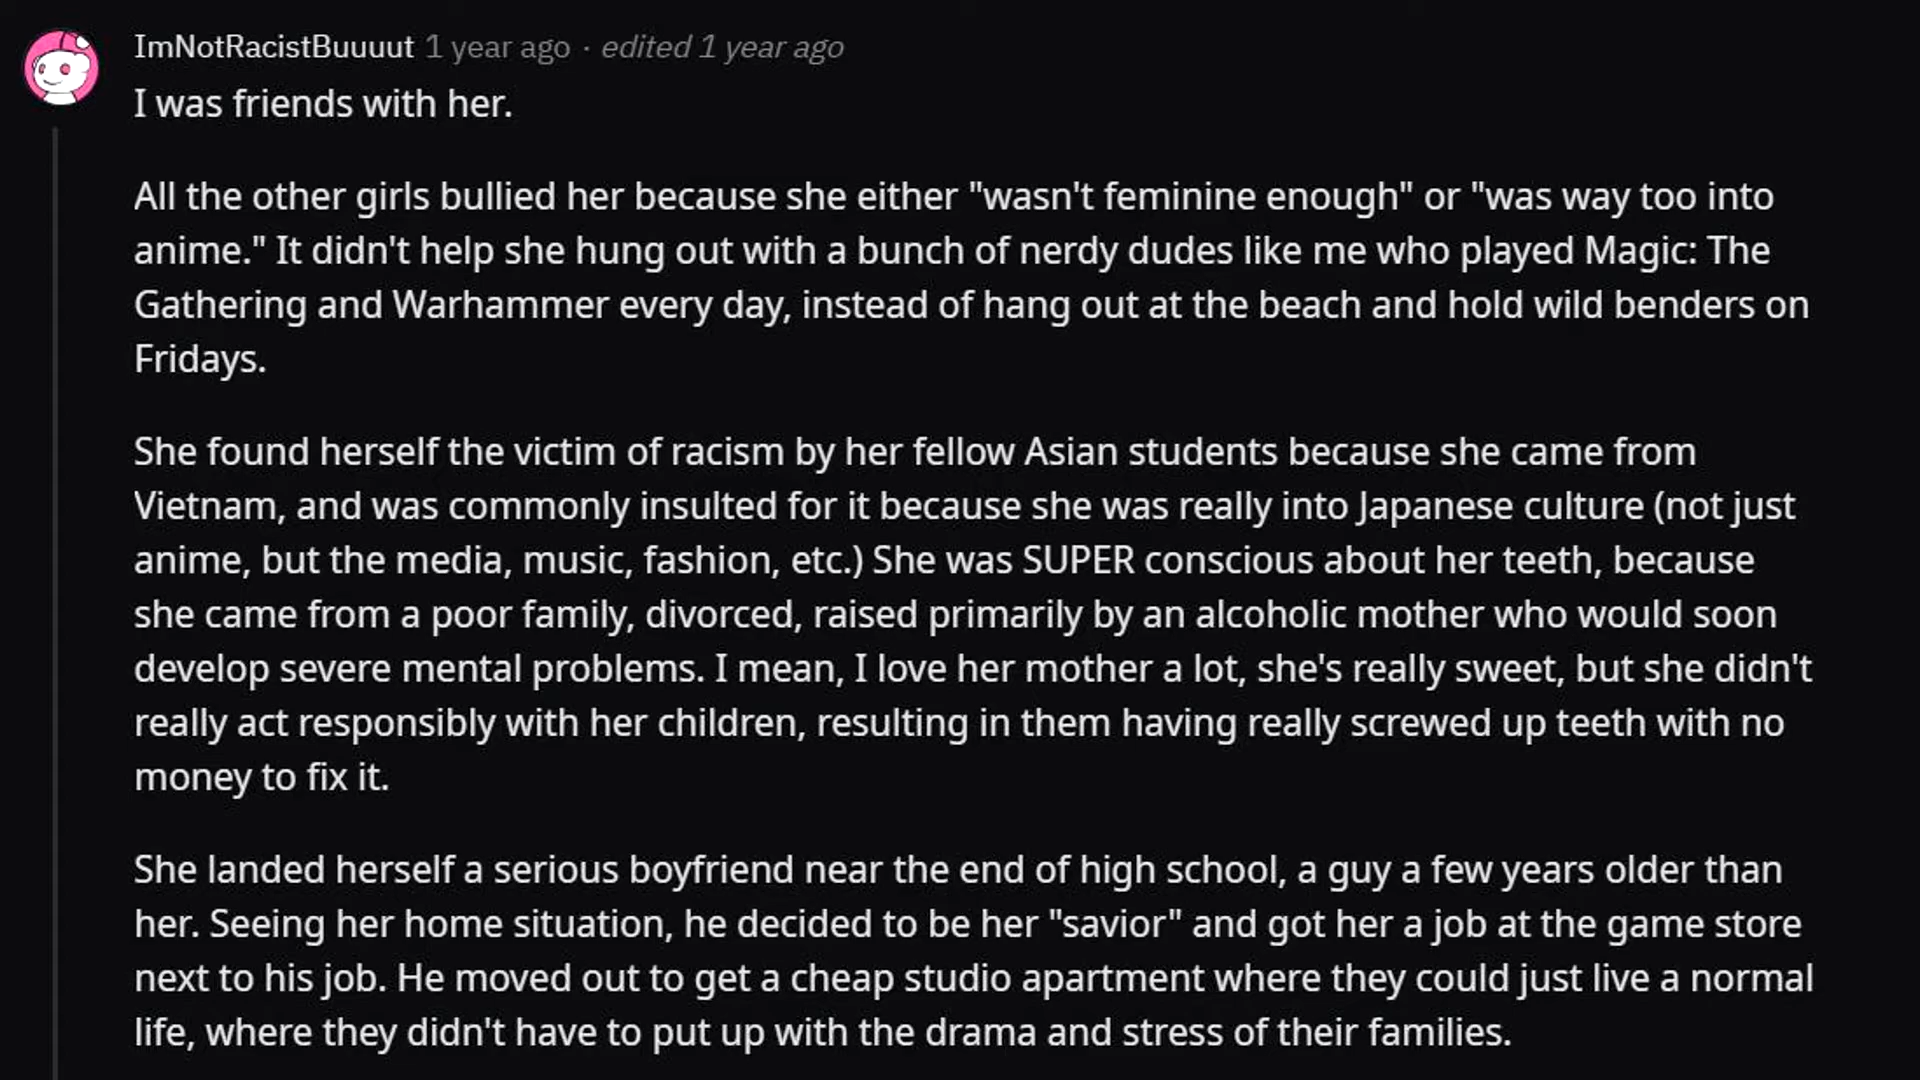 ImNotRacistBuuuut 1 year ago · edited 1 year ago
I was friends with her.
All the other girls bullied her because she either "wasn't feminine enough" or "was way too into
anime." It didn't help she hung out with a bunch of nerdy dudes like me who played Magic: The
Gathering and Warhammer every day, instead of hang out at the beach and hold wild benders on
Fridays.
She found herself the victim of racism by her fellow Asian students because she came from
Vietnam, and was commonly insulted for it because she was really into Japanese culture (not just
anime, but the media, music, fashion, etc.) She was SUPER conscious about her teeth, because
she came from a poor family, divorced, raised primarily by an alcoholic mother who would soon
develop severe mental problems. I mean, I love her mother a lot, she's really sweet, but she didn't
really act responsibly with her children, resulting in them having really screwed up teeth with no
money to fix it.
She landed herself a serious boyfriend near the end of high school, a guy a few years older than
her. Seeing her home situation, he decided to be her "savior" and got her a job at the game store
next to his job. He moved out to get a cheap studio apartment where they could just live a normal
life, where they didn't have to put up with the drama and stress of their families.